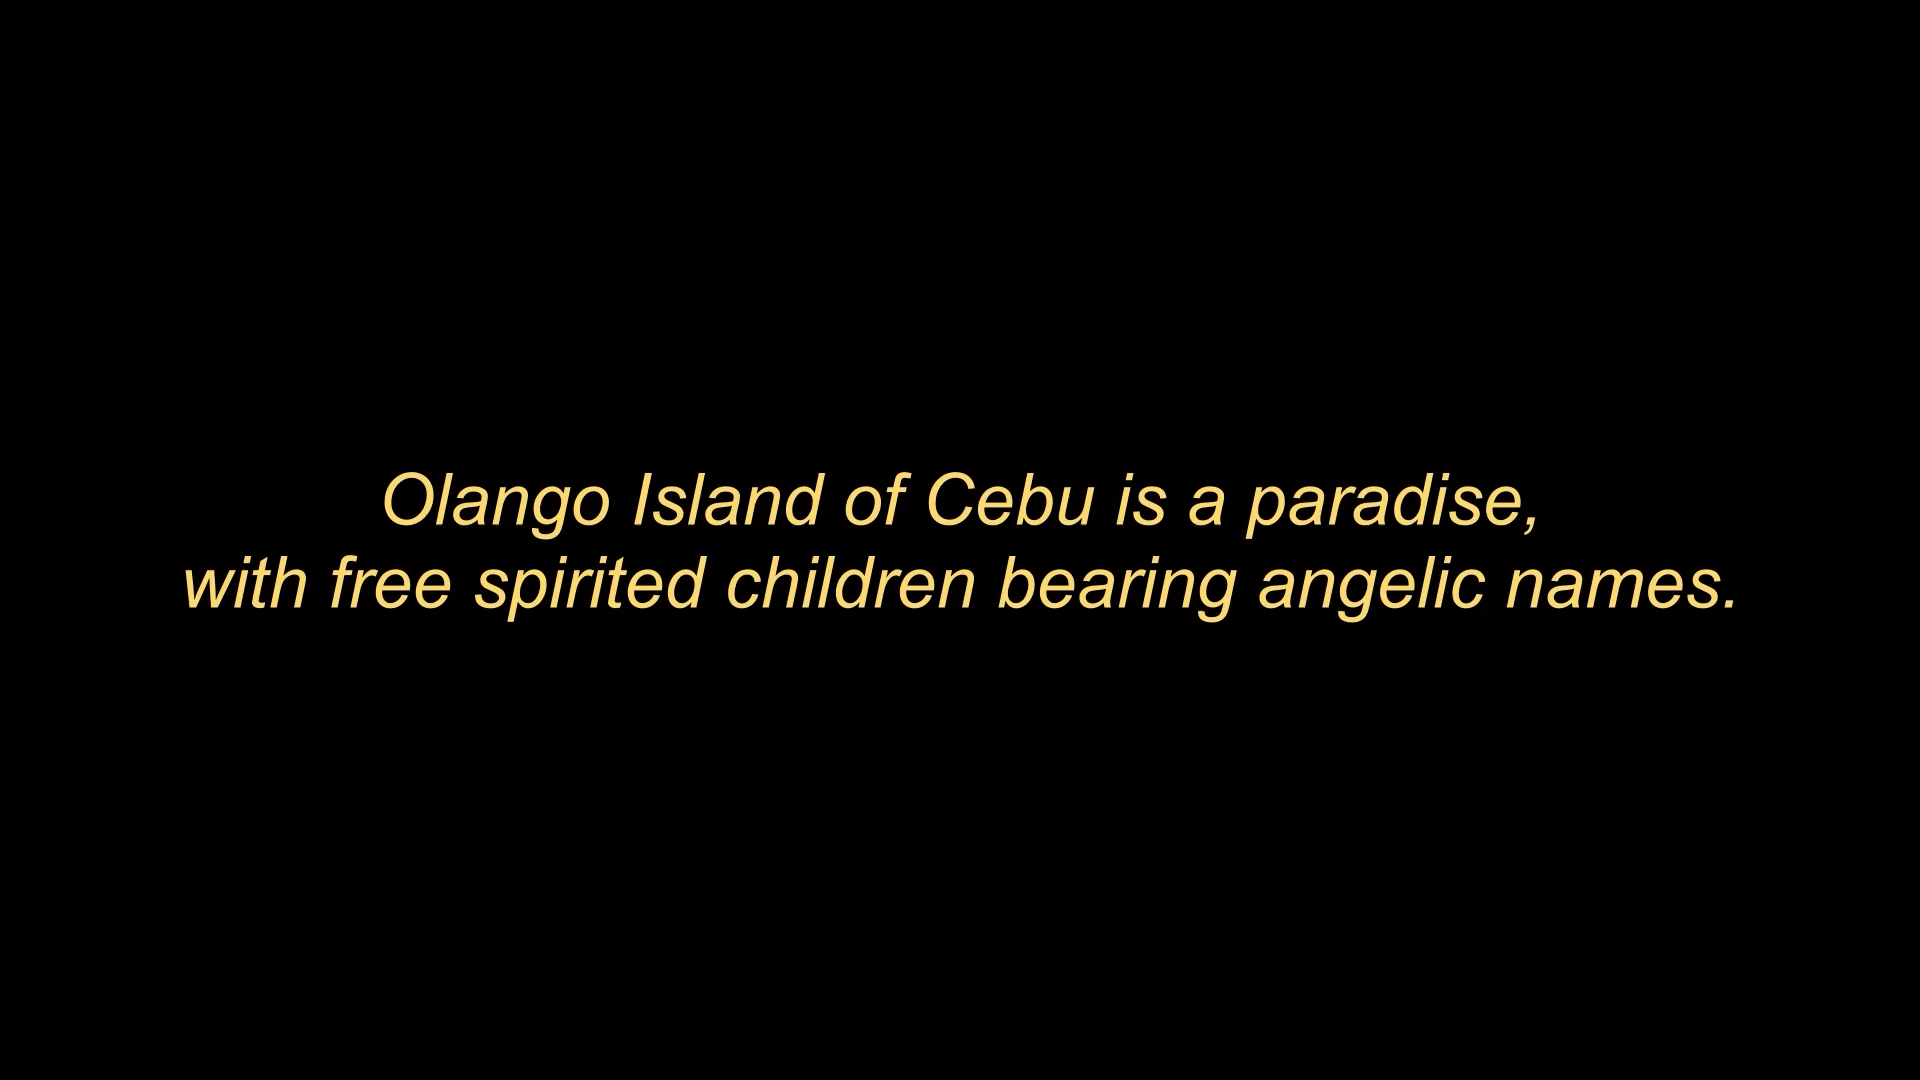 Olango Island of Cebu is a paradise,
with free spirited children bearing angelic names.